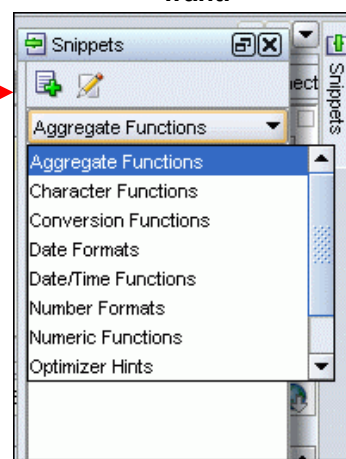 Snippets
ect
Snippets
Aggregate Functions
Aggregate Functions
Character Functions
Conversion Functions
Date Formats
Date/Time Functions
Number Formats
Numeric Functions
Optimizer Hints